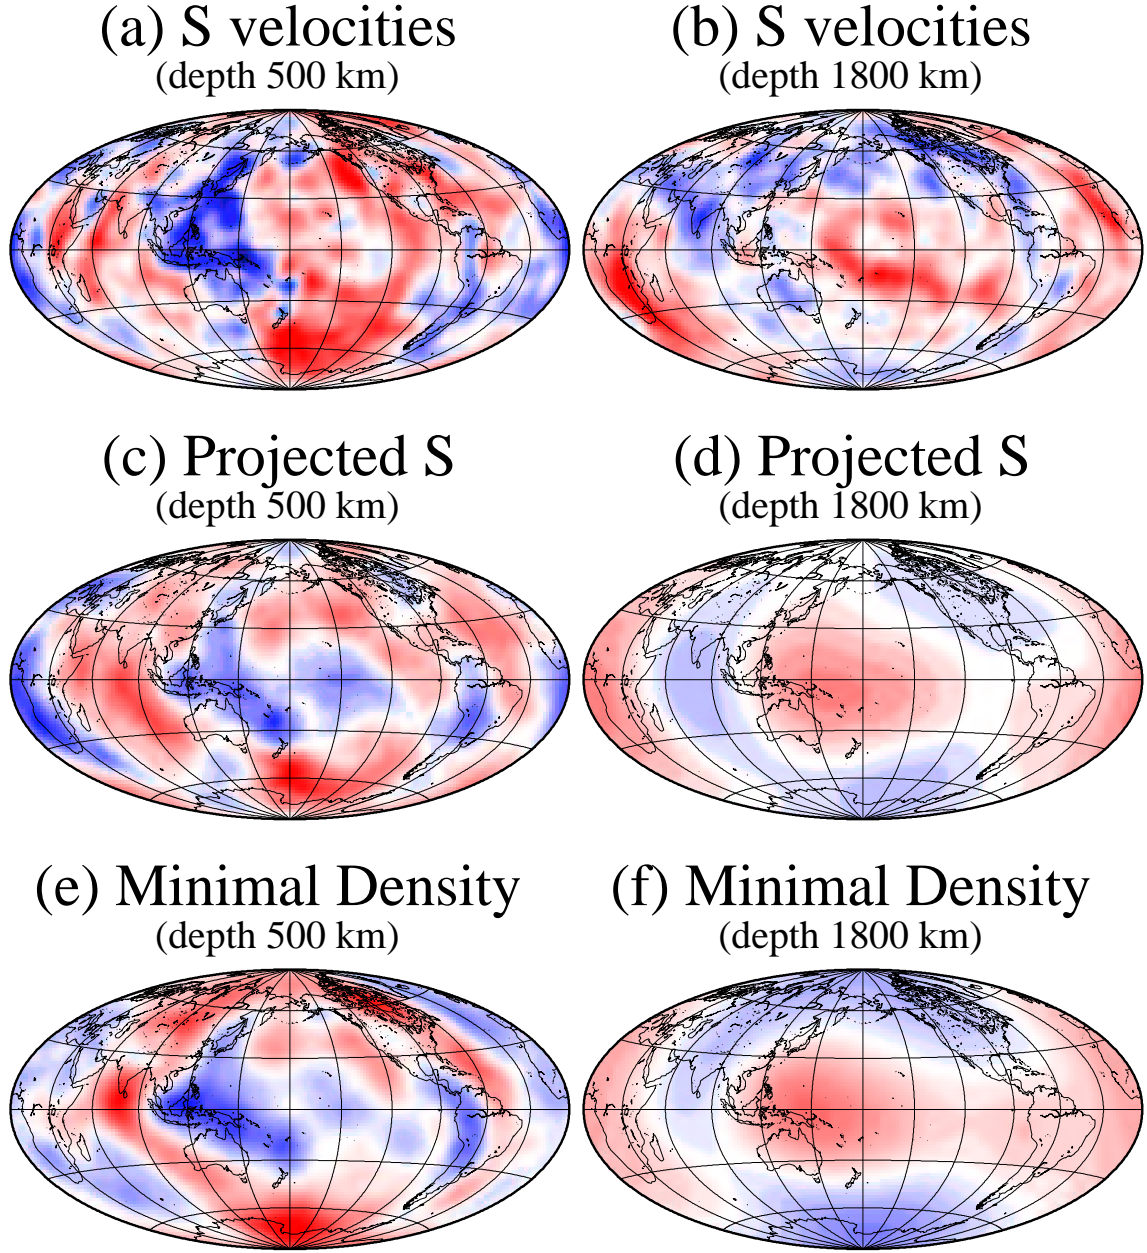 (a) S velocities
(depth 500 km)
(b) S velocities
(depth 1800 km)
(c) Projected S
(depth 500 km)
(d) Projected S
(depth 1800 km)
(e) Minimal Density
(depth 500 km)
(f) Minimal Density
(depth 1800 km)